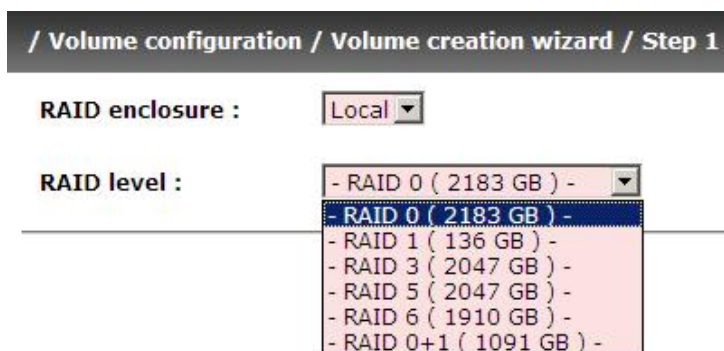 / Volume configuration / Volume creation wizard / Step 1
RAID enclosure : Local
RAID level : - RAID 0 ( 2183 GB ) -
- RAID 0 ( 2183 GB ) -
- RAID 1 ( 136 GB ) -
- RAID 3 ( 2047 GB ) -
- RAID 5 ( 2047 GB ) -
- RAID 6 ( 1910 GB ) -
- RAID 0+1 ( 1091 GB ) -